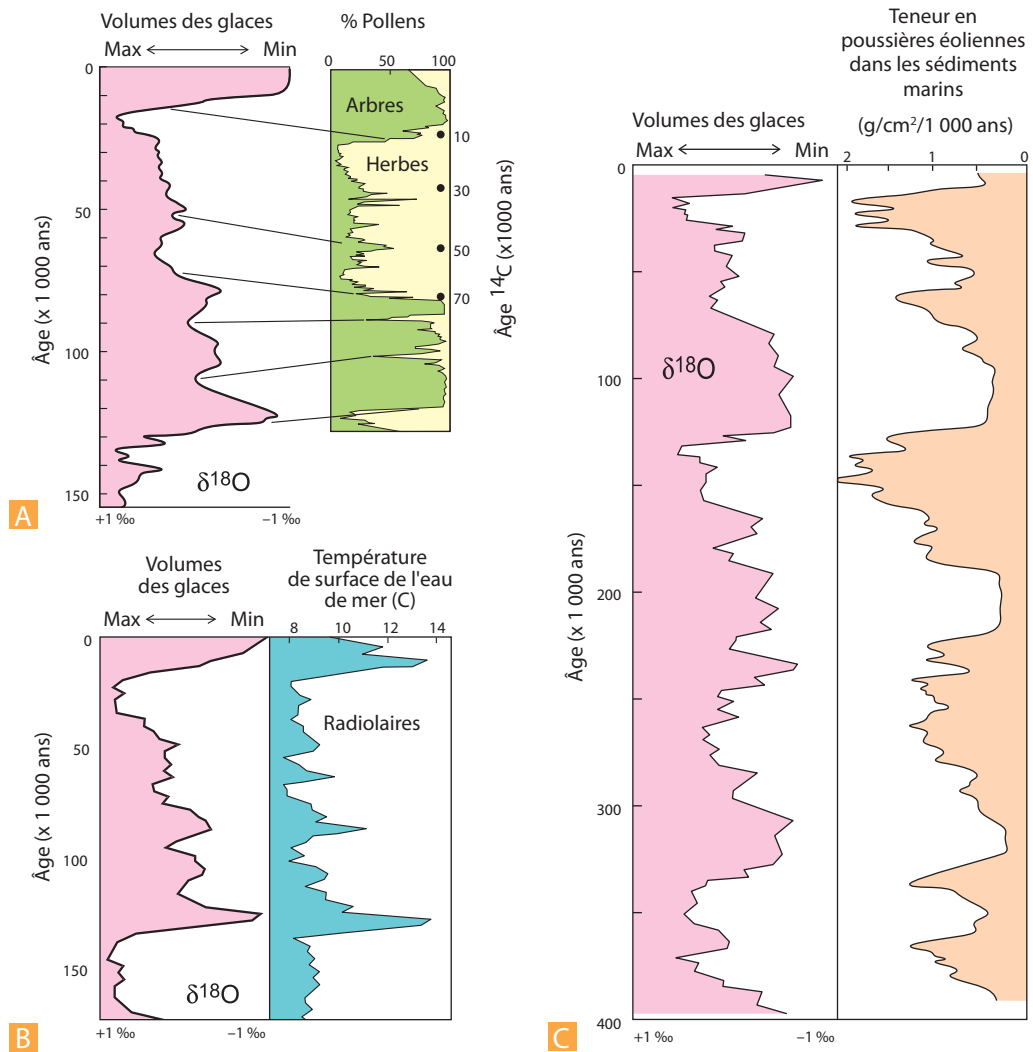 Volumes des glaces
Max Min
% Pollens
0 50 100
0
50
100
150
Âge (x 1 000 ans)
Arbres
Herbes
10
30
50
70
Âge ¹⁴C (x1000 ans)
δ¹⁸O
+1 ‰ −1 ‰
A
Volumes
des glaces
Max Min
Température
de surface de l'eau
de mer (C)
8 10 12 14
0
50
100
150
Âge (x 1 000 ans)
Radiolaires
δ¹⁸O
+1 ‰ −1 ‰
B
Volumes des glaces
Max Min
Teneur en
poussières éoliennes
dans les sédiments
marins
(g/cm²/1 000 ans)
2 1 0
0
100
200
300
400
Âge (x 1 000 ans)
δ¹⁸O
+1 ‰ −1 ‰
C